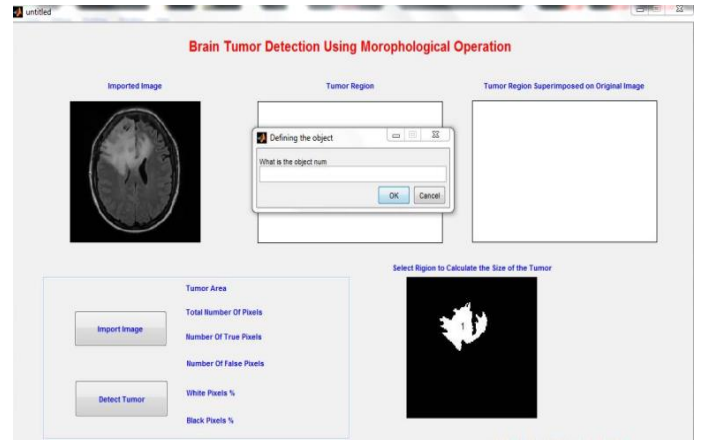 untitled
Brain Tumor Detection Using Morophological Operation
Imported Image
Tumor Region
Tumor Region Superimposed on Original Image
Defining the object
What is the object num
OK
Cancel
Select Rigion to Calculate the Size of the Tumor
Import Image
Detect Tumor
Tumor Area
Total Number Of Pixels
Number Of True Pixels
Number Of False Pixels
White Pixels %
Black Pixels %
1